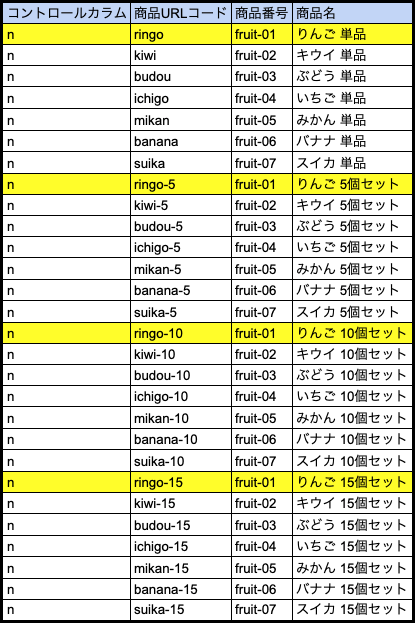 コントロールカラム 商品URLコード 商品番号 商品名
n ringo fruit-01 りんご 単品
n kiwi fruit-02 キウイ 単品
n budou fruit-03 ぶどう 単品
n ichigo fruit-04 いちご 単品
n mikan fruit-05 みかん 単品
n banana fruit-06 バナナ 単品
n suika fruit-07 スイカ 単品
n ringo-5 fruit-01 りんご 5個セット
n kiwi-5 fruit-02 キウイ 5個セット
n budou-5 fruit-03 ぶどう 5個セット
n ichigo-5 fruit-04 いちご 5個セット
n mikan-5 fruit-05 みかん 5個セット
n banana-5 fruit-06 バナナ 5個セット
n suika-5 fruit-07 スイカ 5個セット
n ringo-10 fruit-01 りんご 10個セット
n kiwi-10 fruit-02 キウイ 10個セット
n budou-10 fruit-03 ぶどう 10個セット
n ichigo-10 fruit-04 いちご 10個セット
n mikan-10 fruit-05 みかん 10個セット
n banana-10 fruit-06 バナナ 10個セット
n suika-10 fruit-07 スイカ 10個セット
n ringo-15 fruit-01 りんご 15個セット
n kiwi-15 fruit-02 キウイ 15個セット
n budou-15 fruit-03 ぶどう 15個セット
n ichigo-15 fruit-04 いちご 15個セット
n mikan-15 fruit-05 みかん 15個セット
n banana-15 fruit-06 バナナ 15個セット
n suika-15 fruit-07 スイカ 15個セット